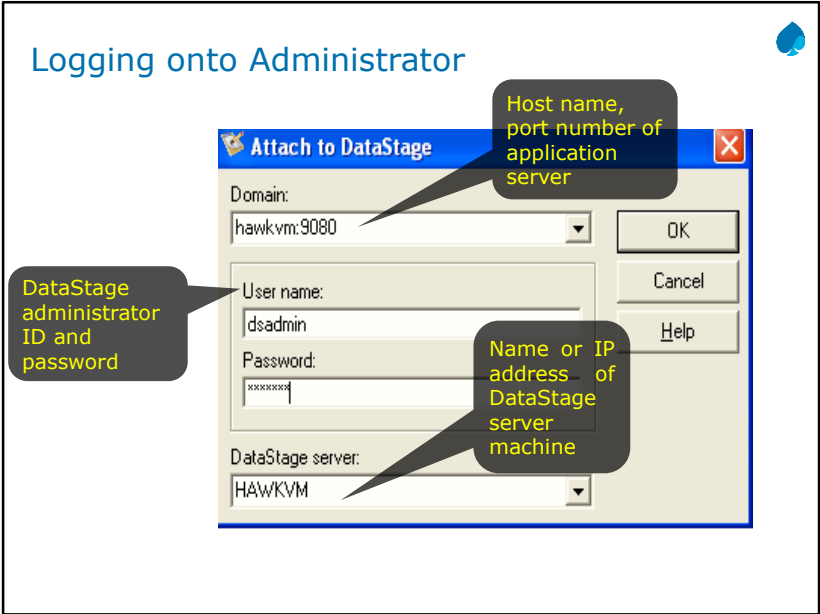 Logging onto Administrator
Host name,
port number of
application
server
Attach to DataStage
Domain:
hawkvm:9080
OK
Cancel
Help
DataStage
administrator
ID and
password
User name:
dsadmin
Password:
*******
Name or IP
address of
DataStage
server
machine
DataStage server:
HAWKVM